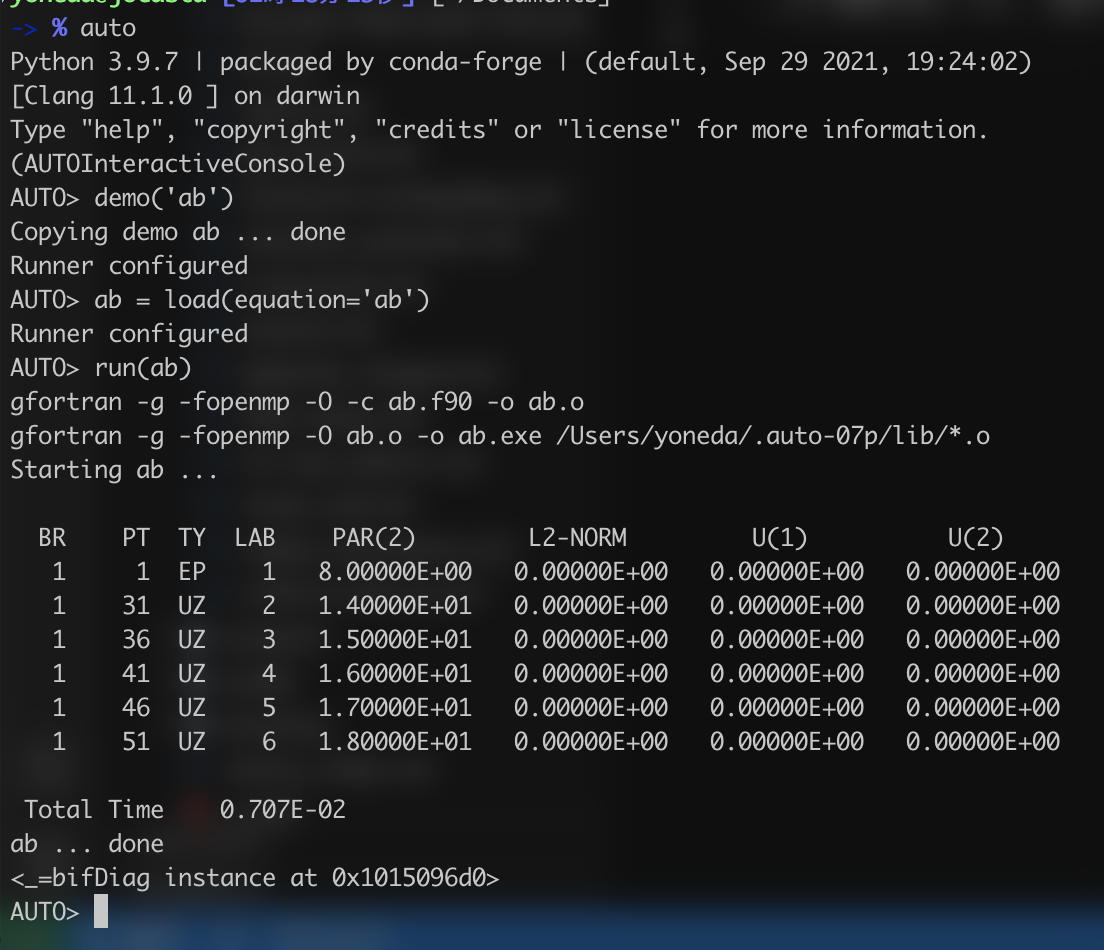 -> % auto
Python 3.9.7 | packaged by conda-forge | (default, Sep 29 2021, 19:24:02)
[Clang 11.1.0 ] on darwin
Type "help", "copyright", "credits" or "license" for more information.
(AUTOInteractiveConsole)
AUTO> demo('ab')
Copying demo ab ... done
Runner configured
AUTO> ab = load(equation='ab')
Runner configured
AUTO> run(ab)
gfortran -g -fopenmp -O -c ab.f90 -o ab.o
gfortran -g -fopenmp -O ab.o -o ab.exe /Users/yoneda/.auto-07p/lib/*.o
Starting ab ...
BR PT TY LAB PAR(2) L2-NORM U(1) U(2)
1 1 EP 1 8.00000E+00 0.00000E+00 0.00000E+00 0.00000E+00
1 31 UZ 2 1.40000E+01 0.00000E+00 0.00000E+00 0.00000E+00
1 36 UZ 3 1.50000E+01 0.00000E+00 0.00000E+00 0.00000E+00
1 41 UZ 4 1.60000E+01 0.00000E+00 0.00000E+00 0.00000E+00
1 46 UZ 5 1.70000E+01 0.00000E+00 0.00000E+00 0.00000E+00
1 51 UZ 6 1.80000E+01 0.00000E+00 0.00000E+00 0.00000E+00
Total Time 0.707E-02
ab ... done
<_=bifDiag instance at 0x1015096d0>
AUTO>